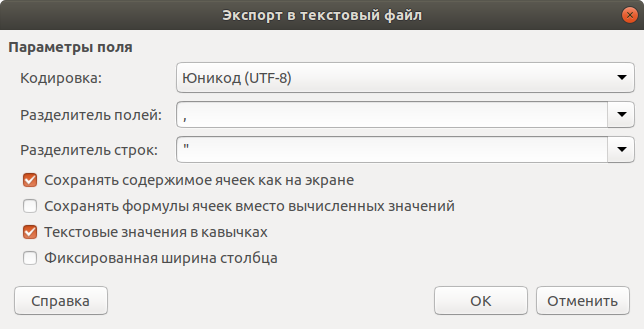 Экспорт в текстовый файл
Параметры поля
Кодировка: Юникод (UTF-8)
Разделитель полей: ,
Разделитель строк: "
Сохранять содержимое ячеек как на экране
Сохранять формулы ячеек вместо вычисленных значений
Текстовые значения в кавычках
Фиксированная ширина столбца
Справка OK Отменить